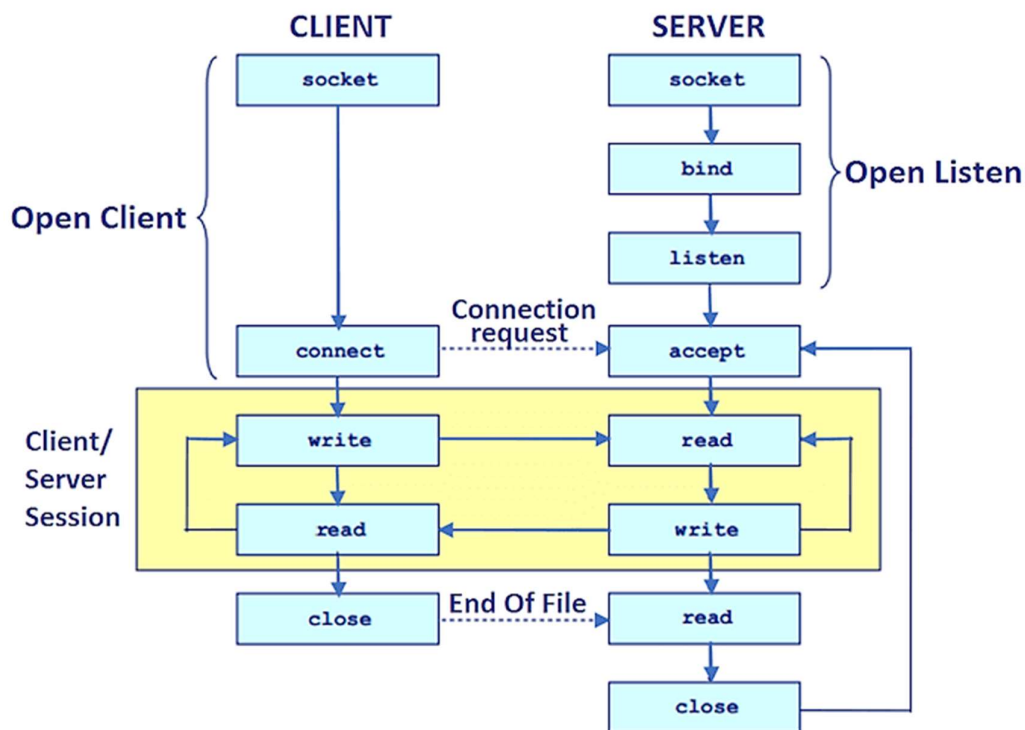 CLIENT
SERVER
socket
socket
bind
Open Client
Open Listen
listen
Connection
request
connect
accept
Client/
Server
Session
write
read
read
write
End Of File
close
read
close